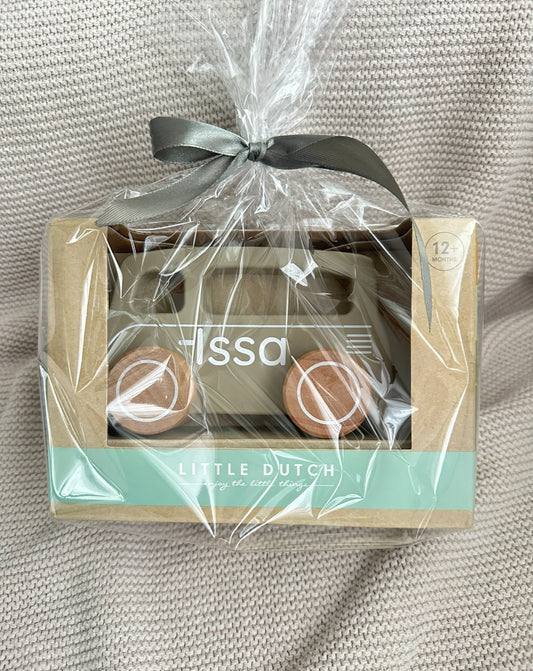 12+
MONTHS
Issa
LITTLE DUTCH
enjoy the little things